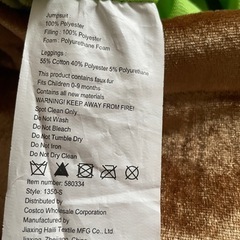 Jumpsuit
100% Polyester
Filling : 100% Polyester
Foam : Polyurethane Foam
Leggings :
55% Cotton 40% Polyester 5% Polyurethane
This product contains faux fur
Fits Children 0-9 months
Contains all new materials
WARNING! KEEP AWAY FROM FIRE!
Spot Clean Only
Do Not Wash
Do Not Bleach
Do Not Tumble Dry
Do Not Iron
Do Not Dry Clean
Item number: 580334
Style: 1350-S
Distributed by
Costco Wholesale Corporation
Manufactured by
Jiaxing Haili Textile MFG Co., Ltd